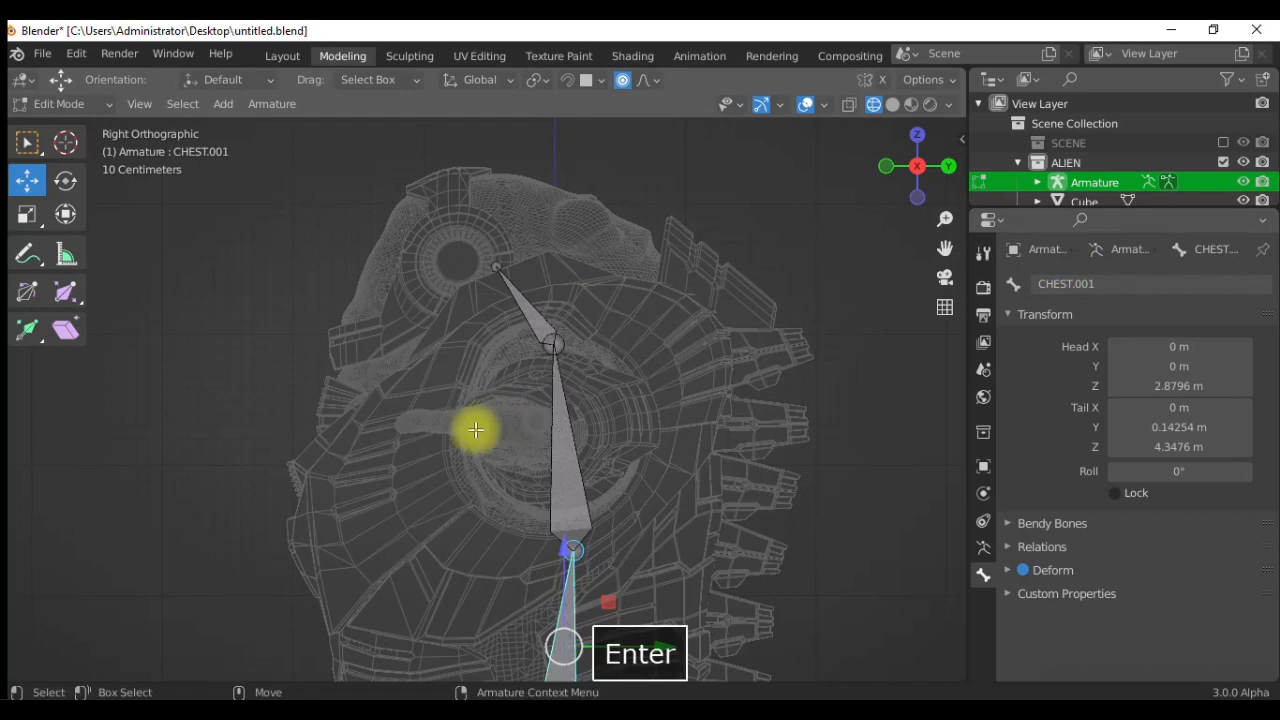 Blender* [C:\Users\Administrator\Desktop\untitled.blend]
File Edit Render Window Help Layout Modeling Sculpting UV Editing Texture Paint Shading Animation Rendering Compositing Scene View Layer
Orientation: Default Drag: Select Box Global X Options
Edit Mode View Select Add Armature
Right Orthographic
(1) Armature : CHEST.001
10 Centimeters
Z
X
Y
View Layer
Scene Collection
SCENE
ALIEN
Armature
Cube
Armat... Armat... CHEST....
CHEST.001
Transform
Head X 0 m
Y 0 m
Z 2.8796 m
Tail X 0 m
Y 0.14254 m
Z 4.3476 m
Roll 0°
Lock
Bendy Bones
Relations
Deform
Custom Properties
Enter
Select Box Select Move Armature Context Menu 3.0.0 Alpha